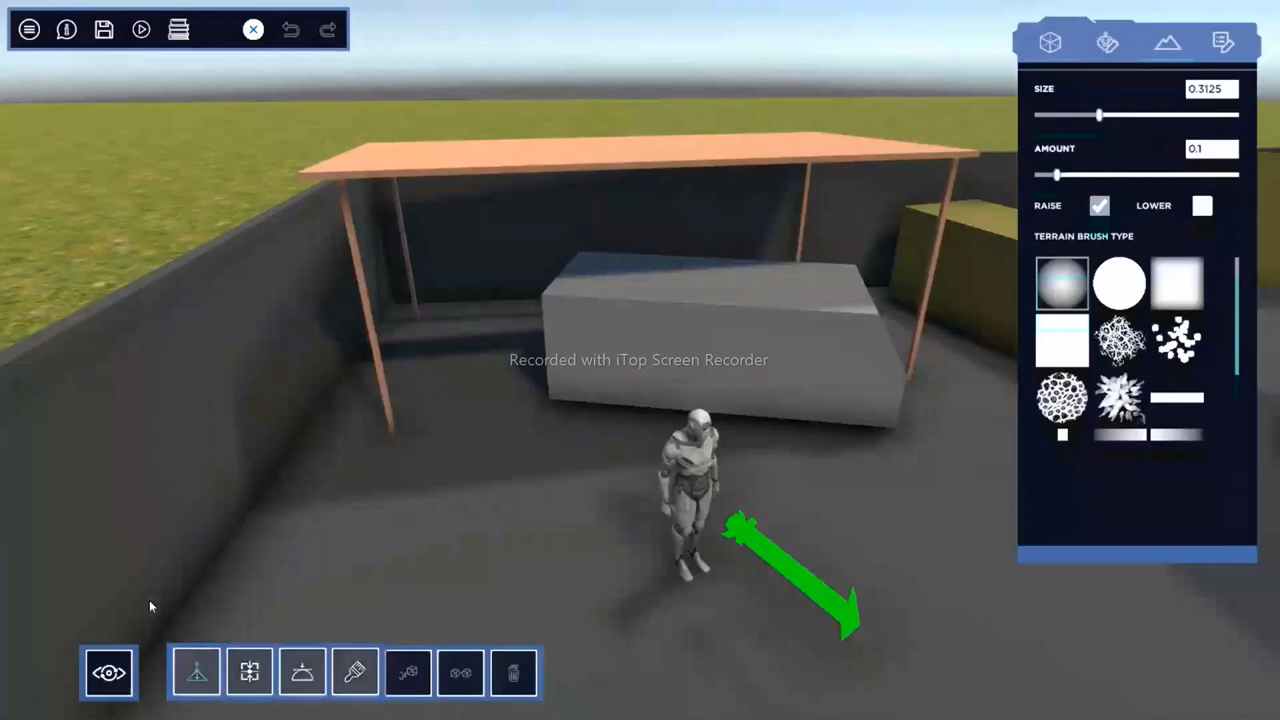 SIZE 0.3125
AMOUNT 0.1
RAISE LOWER
TERRAIN BRUSH TYPE
Recorded with iTop Screen Recorder